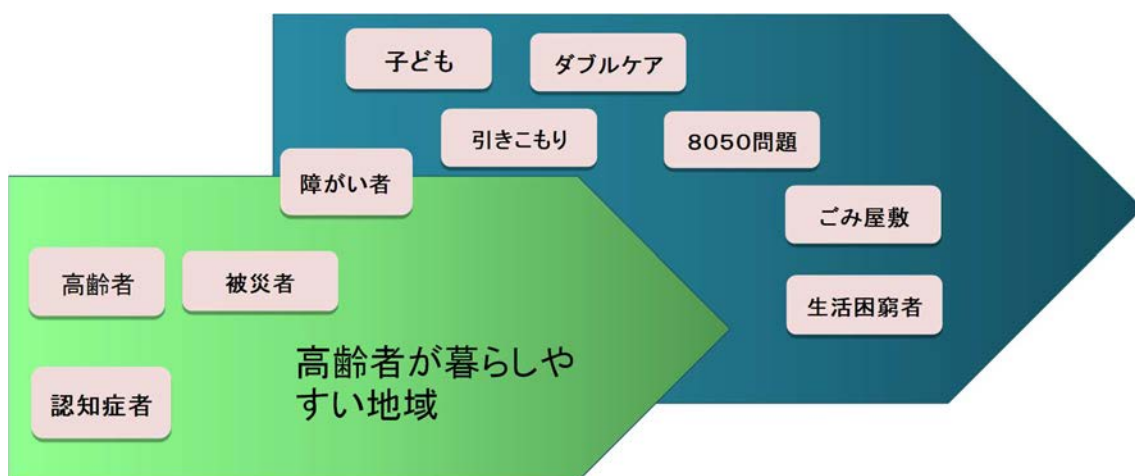 子ども
ダブルケア
引きこもり
8050問題
障がい者
ごみ屋敷
高齢者
被災者
生活困窮者
高齢者が暮らしや
すい地域
認知症者